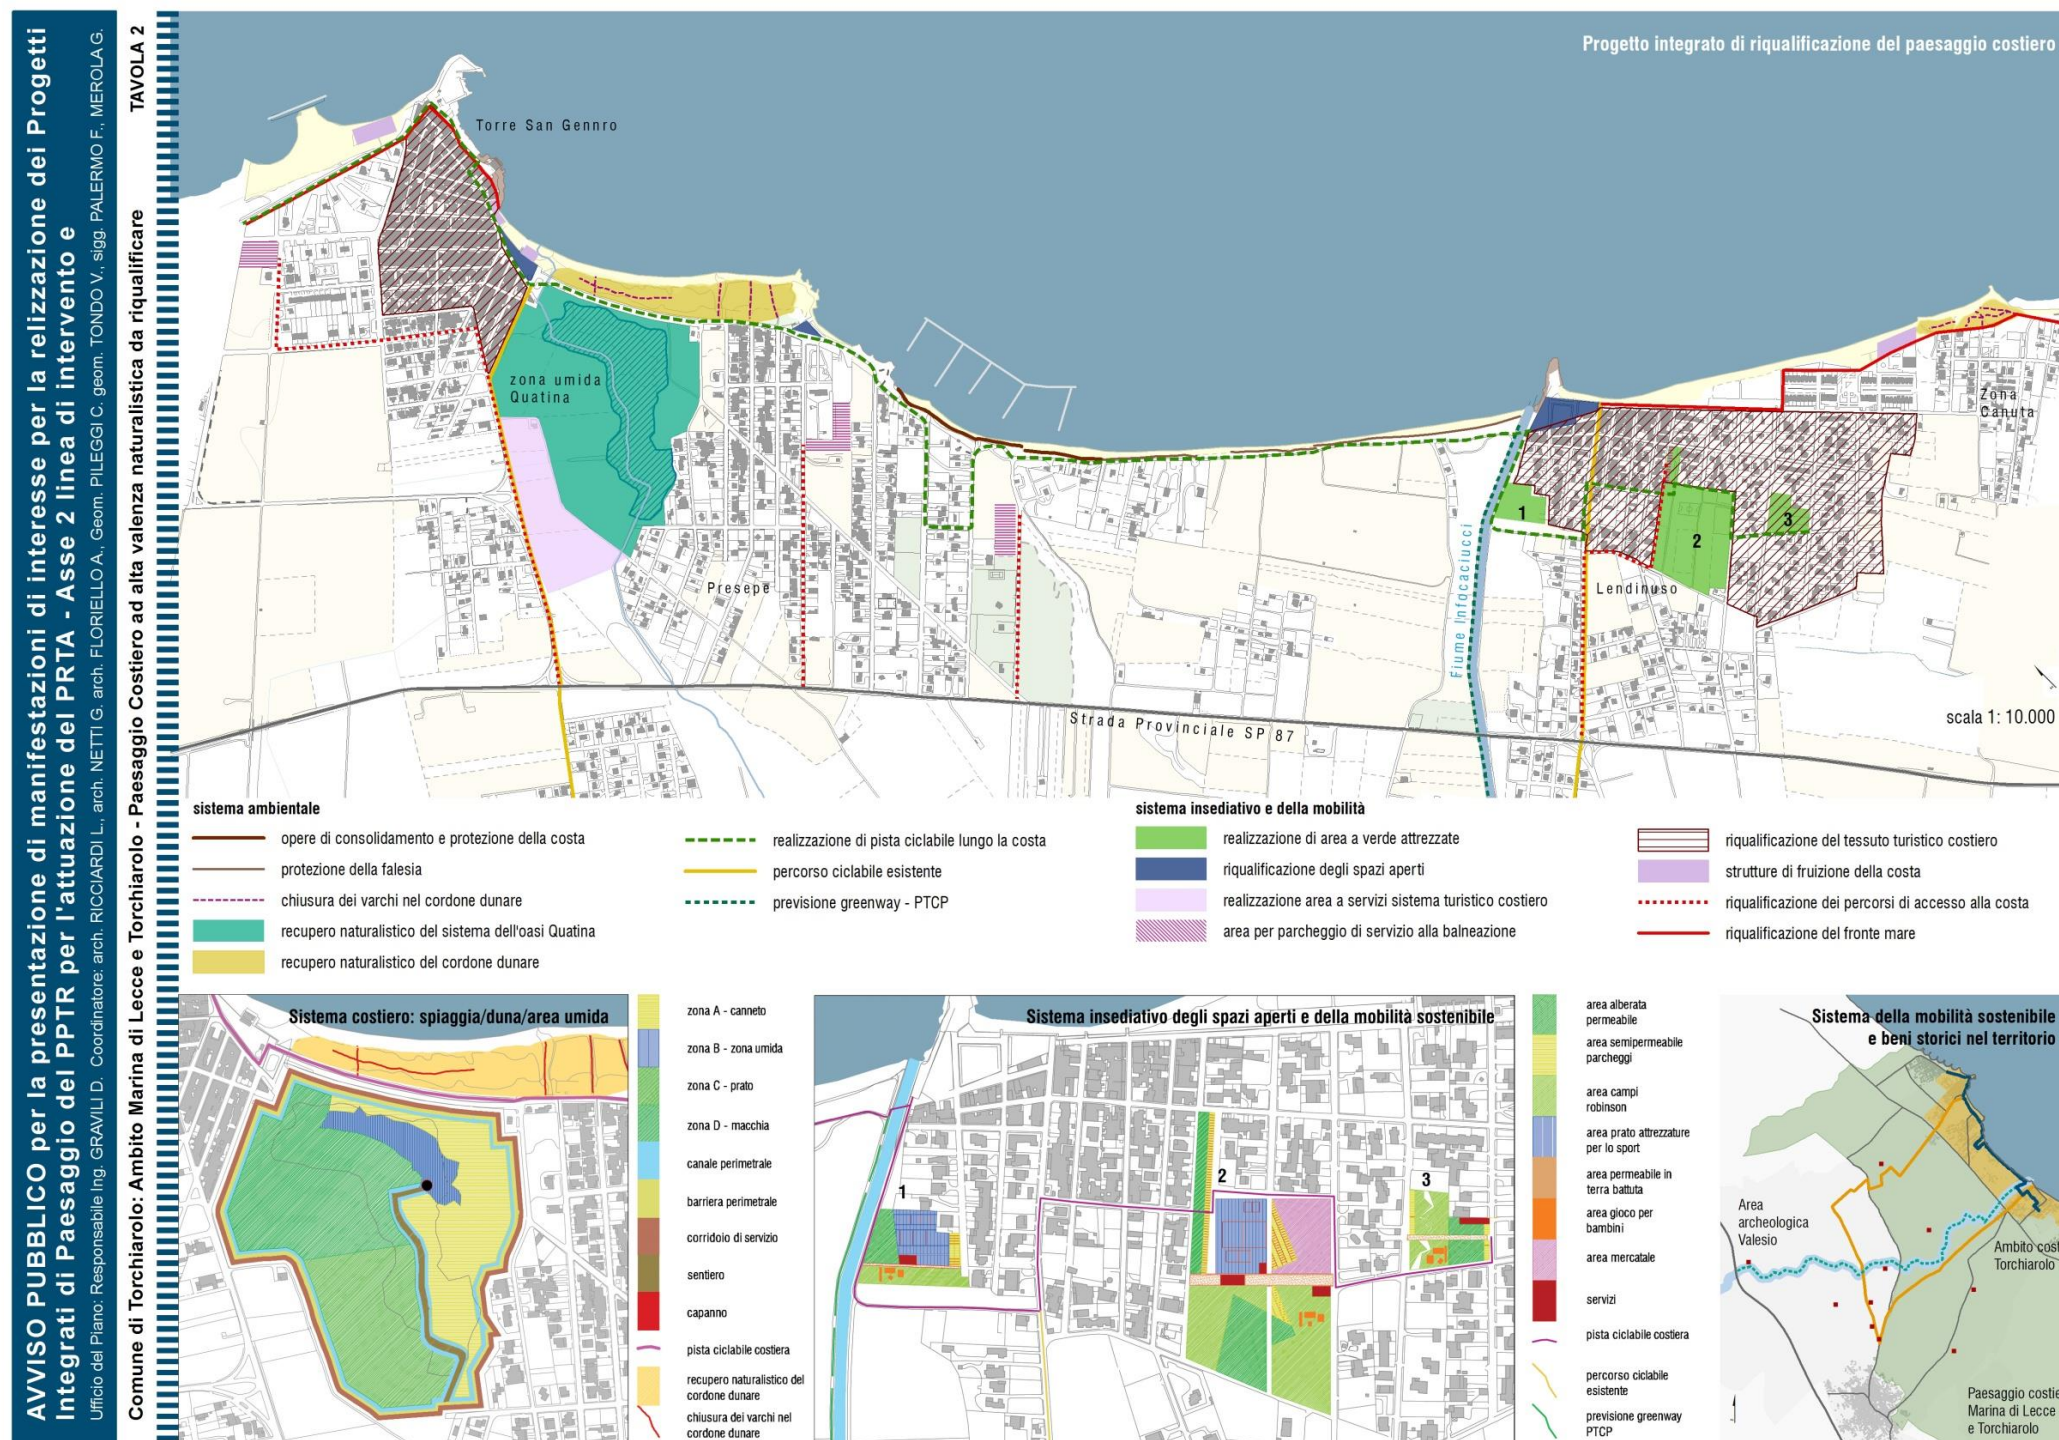 AVVISO PUBBLICO per la presentazione di manifestazioni di interesse per la relizzazione dei Progetti
Integrati di Paesaggio del PPTR per l'attuazione del PRTA - Asse 2 linea di intervento e
Ufficio del Piano: Responsabile Ing. GRAVILI D. Coordinatore: arch. RICCIARDI L., arch. NETTI G. arch. FLORIELLO A., Geom. PILEGGI C. geom. TONDO V., sigg. PALERMO F., MEROLA G.
Comune di Torchiarolo: Ambito Marina di Lecce e Torchiarolo - Paesaggio Costiero ad alta valenza naturalistica da riqualificare
TAVOLA 2
Progetto integrato di riqualificazione del paesaggio costiero
Torre San Gennro
zona umida
Quatina
Presepe
Strada Provinciale SP 87
Fiume Infocaciucci
Lendinuso
Zona
Canuta
1
2
3
scala 1: 10.000
sistema ambientale
opere di consolidamento e protezione della costa
protezione della falesia
chiusura dei varchi nel cordone dunare
recupero naturalistico del sistema dell'oasi Quatina
recupero naturalistico del cordone dunare
realizzazione di pista ciclabile lungo la costa
percorso ciclabile esistente
previsione greenway - PTCP
sistema insediativo e della mobilità
realizzazione di area a verde attrezzate
riqualificazione degli spazi aperti
realizzazione area a servizi sistema turistico costiero
area per parcheggio di servizio alla balneazione
riqualificazione del tessuto turistico costiero
strutture di fruizione della costa
riqualificazione dei percorsi di accesso alla costa
riqualificazione del fronte mare
Sistema costiero: spiaggia/duna/area umida
zona A - canneto
zona B - zona umida
zona C - prato
zona D - macchia
canale perimetrale
barriera perimetrale
corridoio di servizio
sentiero
capanno
pista ciclabile costiera
recupero naturalistico del
cordone dunare
chiusura dei varchi nel
cordone dunare
Sistema insediativo degli spazi aperti e della mobilità sostenibile
1
2
3
area alberata
permeabile
area semipermeabile
parcheggi
area campi
robinson
area prato attrezzature
per lo sport
area permeabile in
terra battuta
area gioco per
bambini
area mercatale
servizi
pista ciclabile costiera
percorso ciclabile
esistente
previsione greenway
PTCP
Sistema della mobilità sostenibile
e beni storici nel territorio
Area
archeologica
Valesio
Ambito cost
Torchiarolo
Paesaggio costie
Marina di Lecce
e Torchiarolo